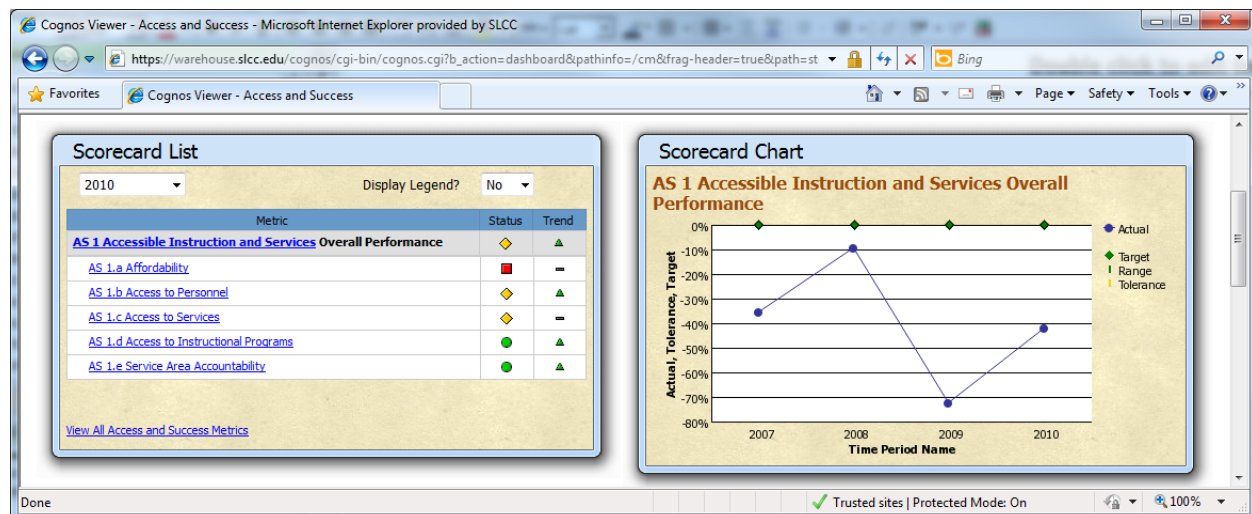 Cognos Viewer - Access and Success - Microsoft Internet Explorer provided by SLCC
https://warehouse.slcc.edu/cognos/cgi-bin/cognos.cgi?b_action=dashboard&pathinfo=/cm&frag-header=true&path=st
Bing
Favorites
Cognos Viewer - Access and Success
Page
Safety
Tools
Scorecard List
2010
Display Legend?
No
Metric Status Trend
AS 1 Accessible Instruction and Services Overall Performance
AS 1.a Affordability
AS 1.b Access to Personnel
AS 1.c Access to Services
AS 1.d Access to Instructional Programs
AS 1.e Service Area Accountability
View All Access and Success Metrics
Scorecard Chart
AS 1 Accessible Instruction and Services Overall
Performance
Actual, Tolerance, Target
0%
-10%
-20%
-30%
-40%
-50%
-60%
-70%
-80%
2007 2008 2009 2010
Time Period Name
Actual
Target
Range
Tolerance
Done
Trusted sites | Protected Mode: On
100%